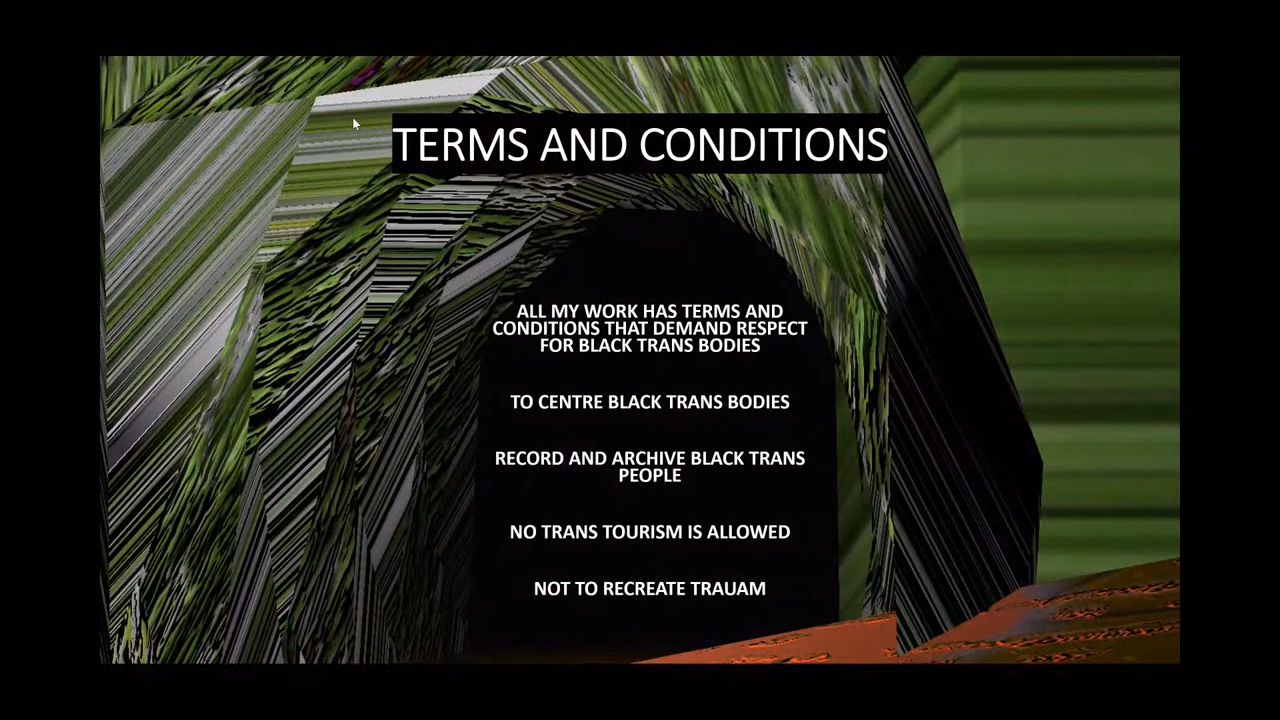 TERMS AND CONDITIONS
ALL MY WORK HAS TERMS AND
CONDITIONS THAT DEMAND RESPECT
FOR BLACK TRANS BODIES
TO CENTRE BLACK TRANS BODIES
RECORD AND ARCHIVE BLACK TRANS
PEOPLE
NO TRANS TOURISM IS ALLOWED
NOT TO RECREATE TRAUAM